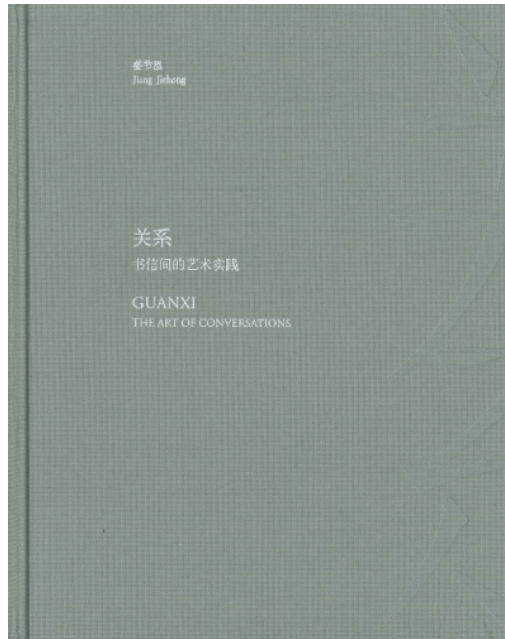 姜节泓
Jiang Jiehong
关系
书信间的艺术实践
GUANXI
THE ART OF CONVERSATIONS